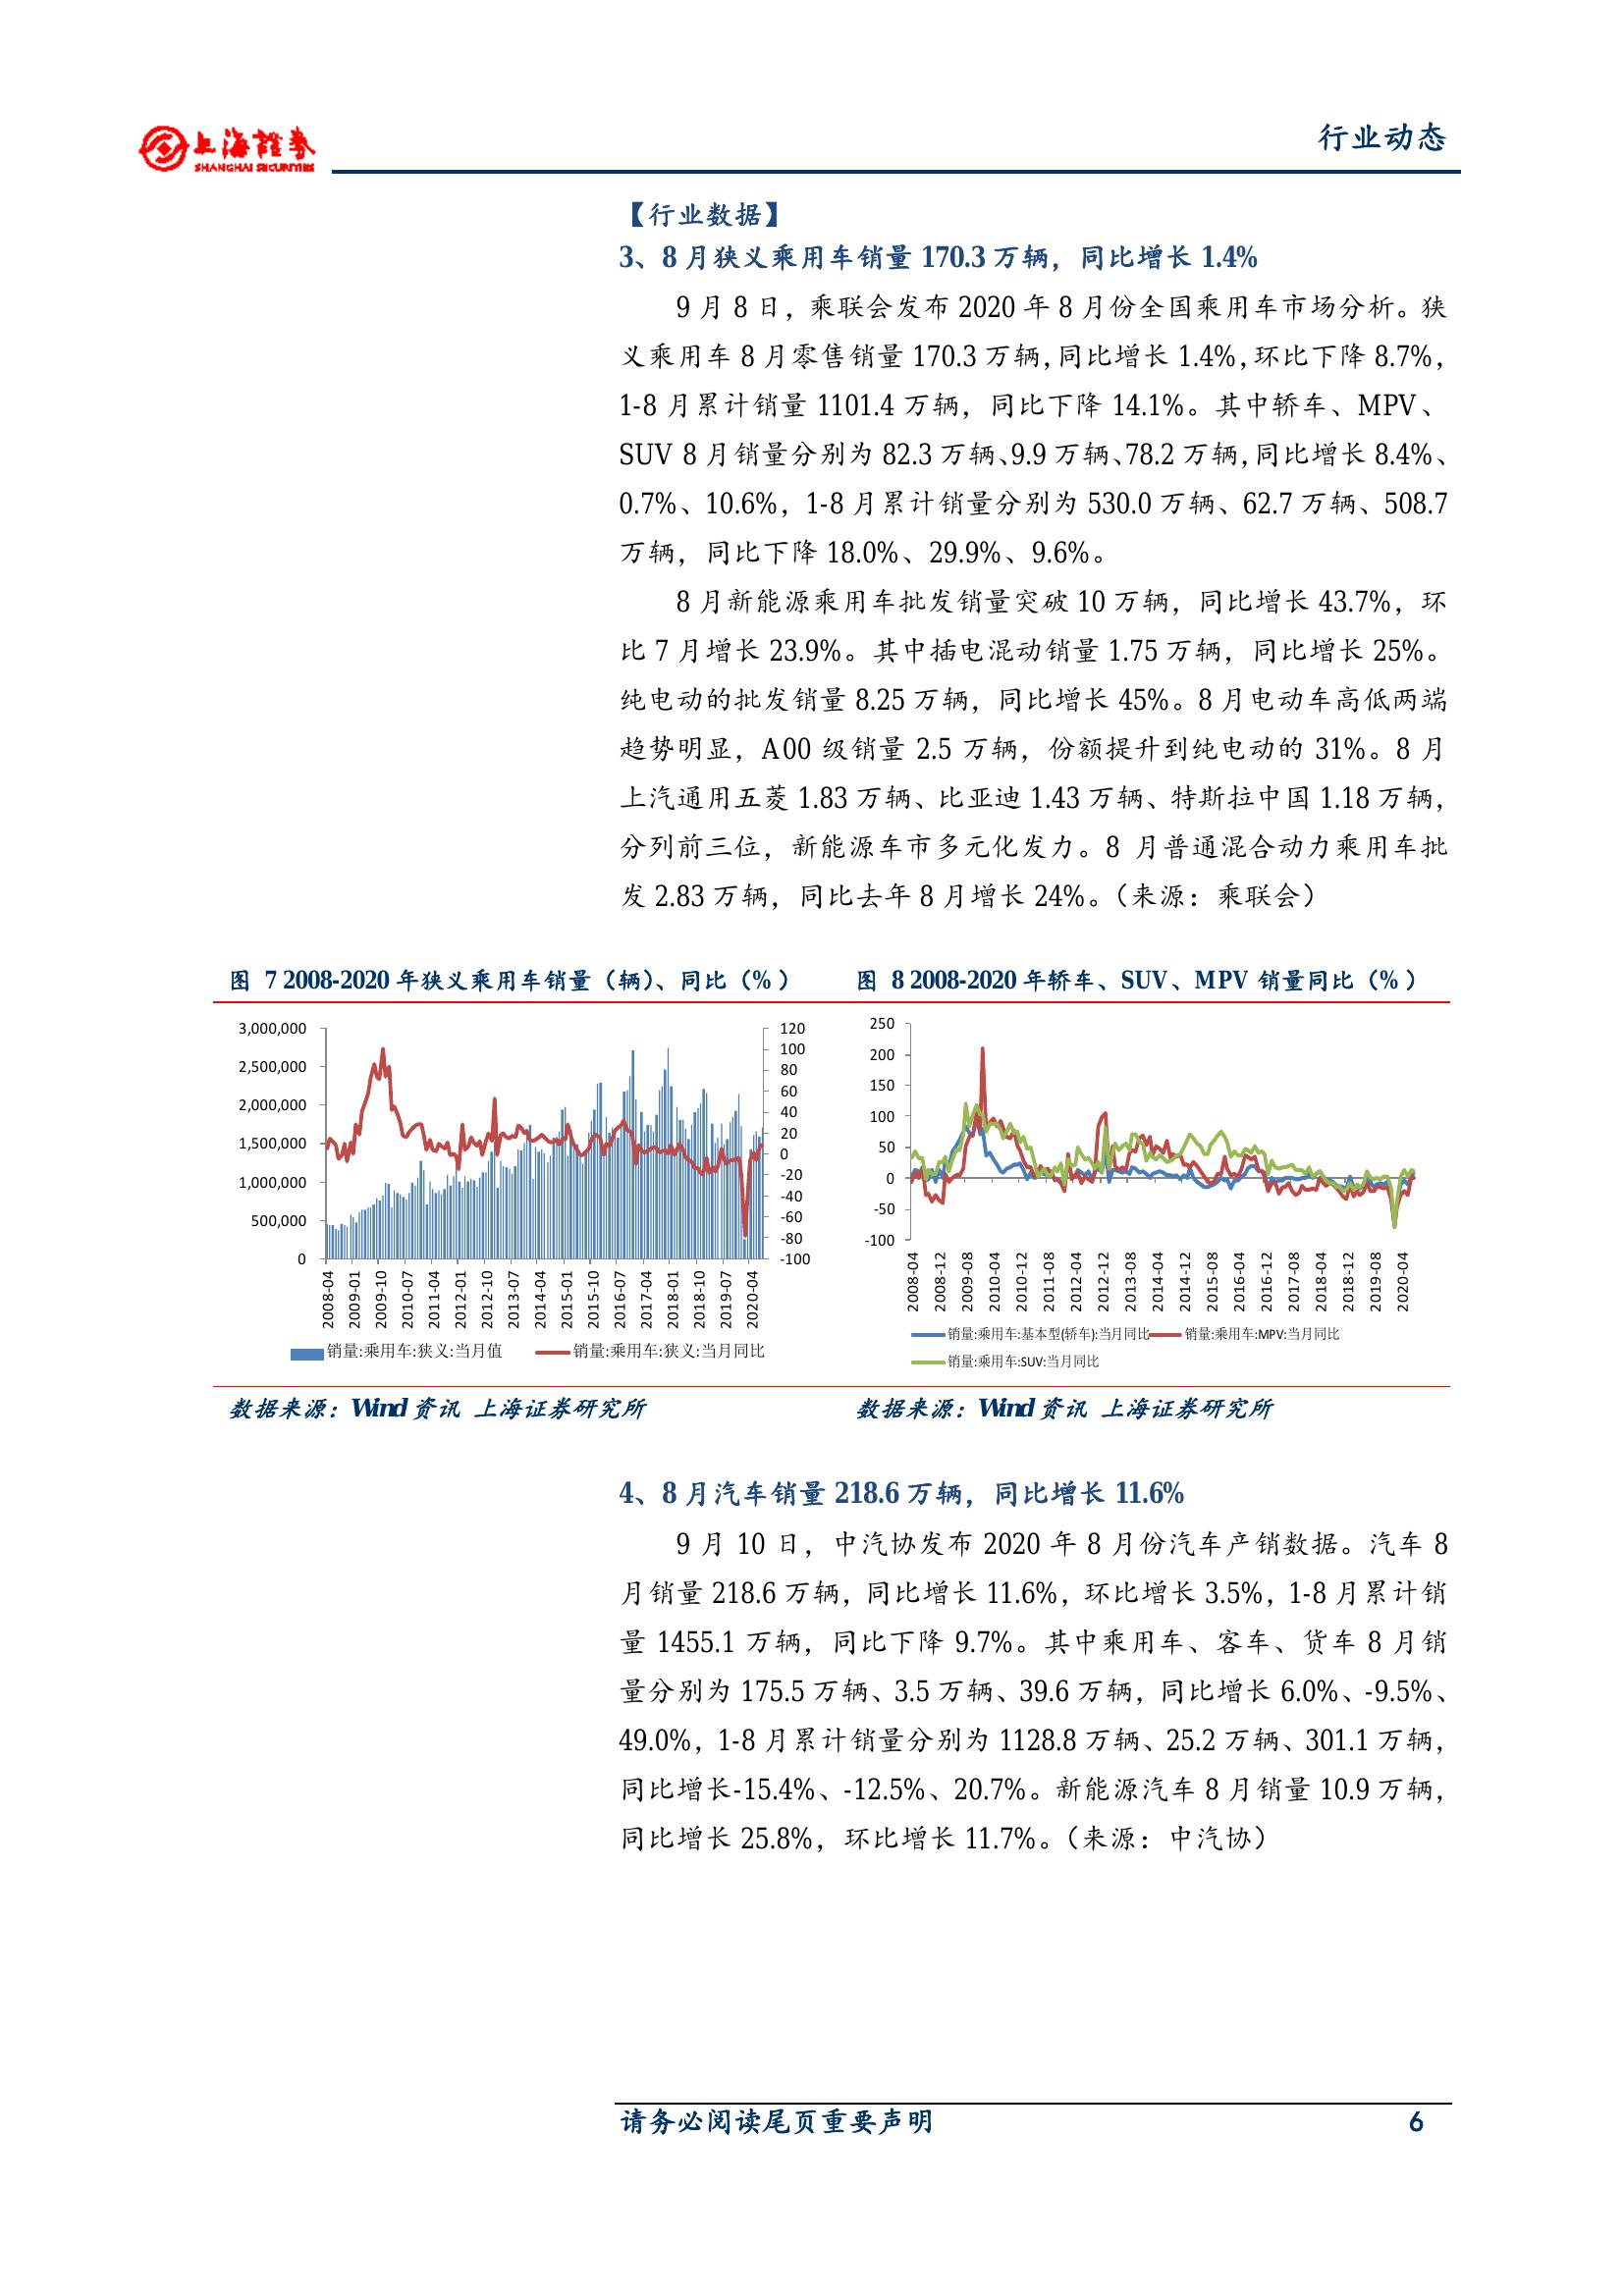 上海證券
SHANGHAI SECURITIES
行业动态
【行业数据】
3、8 月狭义乘用车销量 170.3 万辆，同比增长 1.4%
9 月 8 日，乘联会发布 2020 年 8 月份全国乘用车市场分析。狭
义乘用车 8 月零售销量 170.3 万辆,同比增长 1.4%,环比下降 8.7%，
1-8 月累计销量 1101.4 万辆，同比下降 14.1%。其中轿车、MPV、
SUV 8 月销量分别为 82.3 万辆、9.9 万辆、78.2 万辆,同比增长 8.4%、
0.7%、10.6%，1-8 月累计销量分别为 530.0 万辆、62.7 万辆、508.7
万辆，同比下降 18.0%、29.9%、9.6%。
8 月新能源乘用车批发销量突破 10 万辆，同比增长 43.7%，环
比 7 月增长 23.9%。其中插电混动销量 1.75 万辆，同比增长 25%。
纯电动的批发销量 8.25 万辆，同比增长 45%。8 月电动车高低两端
趋势明显，A00 级销量 2.5 万辆，份额提升到纯电动的 31%。8 月
上汽通用五菱 1.83 万辆、比亚迪 1.43 万辆、特斯拉中国 1.18 万辆，
分列前三位，新能源车市多元化发力。8 月普通混合动力乘用车批
发 2.83 万辆，同比去年 8 月增长 24%。（来源：乘联会）
图 7 2008-2020 年狭义乘用车销量（辆）、同比（%）
3,000,000
2,500,000
2,000,000
1,500,000
1,000,000
500,000
0
120
100
80
60
40
20
0
-20
-40
-60
-80
-100
2008-04
2009-01
2009-10
2010-07
2011-04
2012-01
2012-10
2013-07
2014-04
2015-01
2015-10
2016-07
2017-04
2018-01
2018-10
2019-07
2020-04
销量:乘用车:狭义:当月值
销量:乘用车:狭义:当月同比
数据来源：Wind 资讯 上海证券研究所
图 8 2008-2020 年轿车、SUV、MPV 销量同比（%）
250
200
150
100
50
0
-50
-100
2008-04
2008-12
2009-08
2010-04
2010-12
2011-08
2012-04
2012-12
2013-08
2014-04
2014-12
2015-08
2016-04
2016-12
2017-08
2018-04
2018-12
2019-08
2020-04
销量:乘用车:基本型(轿车):当月同比
销量:乘用车:MPV:当月同比
销量:乘用车:SUV:当月同比
数据来源：Wind 资讯 上海证券研究所
4、8 月汽车销量 218.6 万辆，同比增长 11.6%
9 月 10 日，中汽协发布 2020 年 8 月份汽车产销数据。汽车 8
月销量 218.6 万辆，同比增长 11.6%，环比增长 3.5%，1-8 月累计销
量 1455.1 万辆，同比下降 9.7%。其中乘用车、客车、货车 8 月销
量分别为 175.5 万辆、3.5 万辆、39.6 万辆，同比增长 6.0%、-9.5%、
49.0%，1-8 月累计销量分别为 1128.8 万辆、25.2 万辆、301.1 万辆，
同比增长-15.4%、-12.5%、20.7%。新能源汽车 8 月销量 10.9 万辆，
同比增长 25.8%，环比增长 11.7%。（来源：中汽协）
请务必阅读尾页重要声明
6